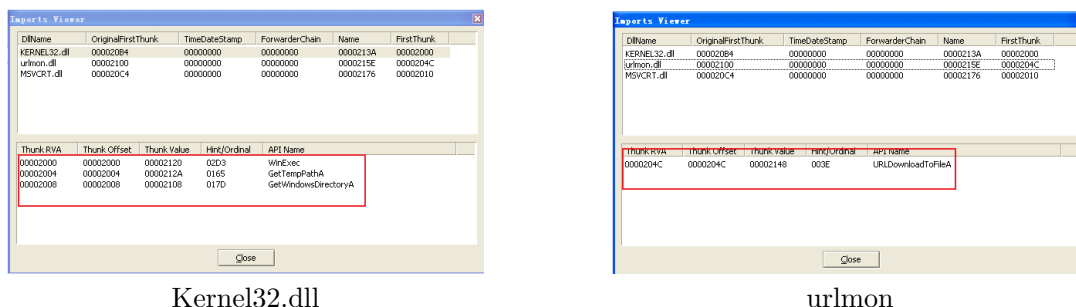 Imports Viewer
DllName OriginalFirstThunk TimeDateStamp ForwarderChain Name FirstThunk
KERNEL32.dll 000020B4 00000000 00000000 0000213A 00002000
urlmon.dll 00002100 00000000 00000000 0000215E 0000204C
MSVCRT.dll 000020C4 00000000 00000000 00002176 00002010
Thunk RVA Thunk Offset Thunk Value Hint/Ordinal API Name
00002000 00002000 00002120 02D3 WinExec
00002004 00002004 0000212A 0165 GetTempPathA
00002008 00002008 00002108 017D GetWindowsDirectoryA
Close
Kernel32.dll
Imports Viewer
DllName OriginalFirstThunk TimeDateStamp ForwarderChain Name FirstThunk
KERNEL32.dll 000020B4 00000000 00000000 0000213A 00002000
urlmon.dll 00002100 00000000 00000000 0000215E 0000204C
MSVCRT.dll 000020C4 00000000 00000000 00002176 00002010
Thunk RVA Thunk Offset Thunk Value Hint/Ordinal API Name
0000204C 0000204C 00002148 003E URLDownloadToFileA
Close
urlmon